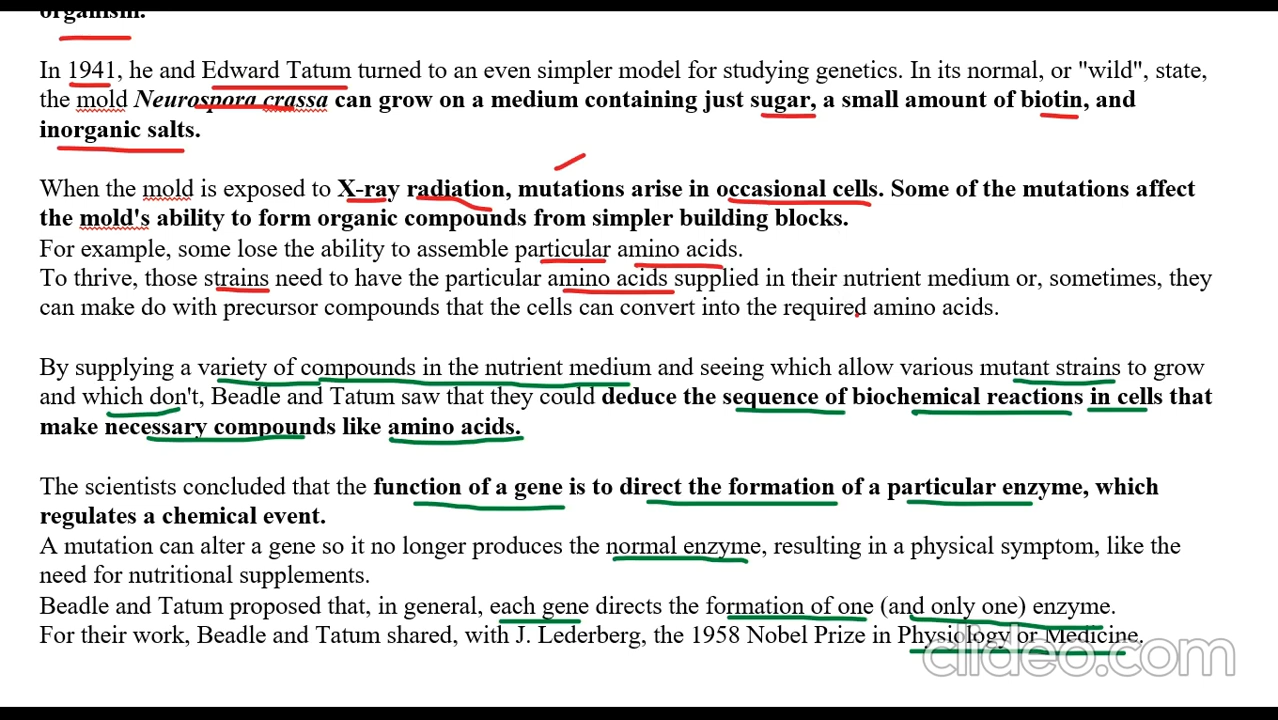 organism.
In 1941, he and Edward Tatum turned to an even simpler model for studying genetics. In its normal, or "wild", state,
the mold Neurospora crassa can grow on a medium containing just sugar, a small amount of biotin, and
inorganic salts.
When the mold is exposed to X-ray radiation, mutations arise in occasional cells. Some of the mutations affect
the mold's ability to form organic compounds from simpler building blocks.
For example, some lose the ability to assemble particular amino acids.
To thrive, those strains need to have the particular amino acids supplied in their nutrient medium or, sometimes, they
can make do with precursor compounds that the cells can convert into the required amino acids.
By supplying a variety of compounds in the nutrient medium and seeing which allow various mutant strains to grow
and which don't, Beadle and Tatum saw that they could deduce the sequence of biochemical reactions in cells that
make necessary compounds like amino acids.
The scientists concluded that the function of a gene is to direct the formation of a particular enzyme, which
regulates a chemical event.
A mutation can alter a gene so it no longer produces the normal enzyme, resulting in a physical symptom, like the
need for nutritional supplements.
Beadle and Tatum proposed that, in general, each gene directs the formation of one (and only one) enzyme.
For their work, Beadle and Tatum shared, with J. Lederberg, the 1958 Nobel Prize in Physiology or Medicine.
clideo.com